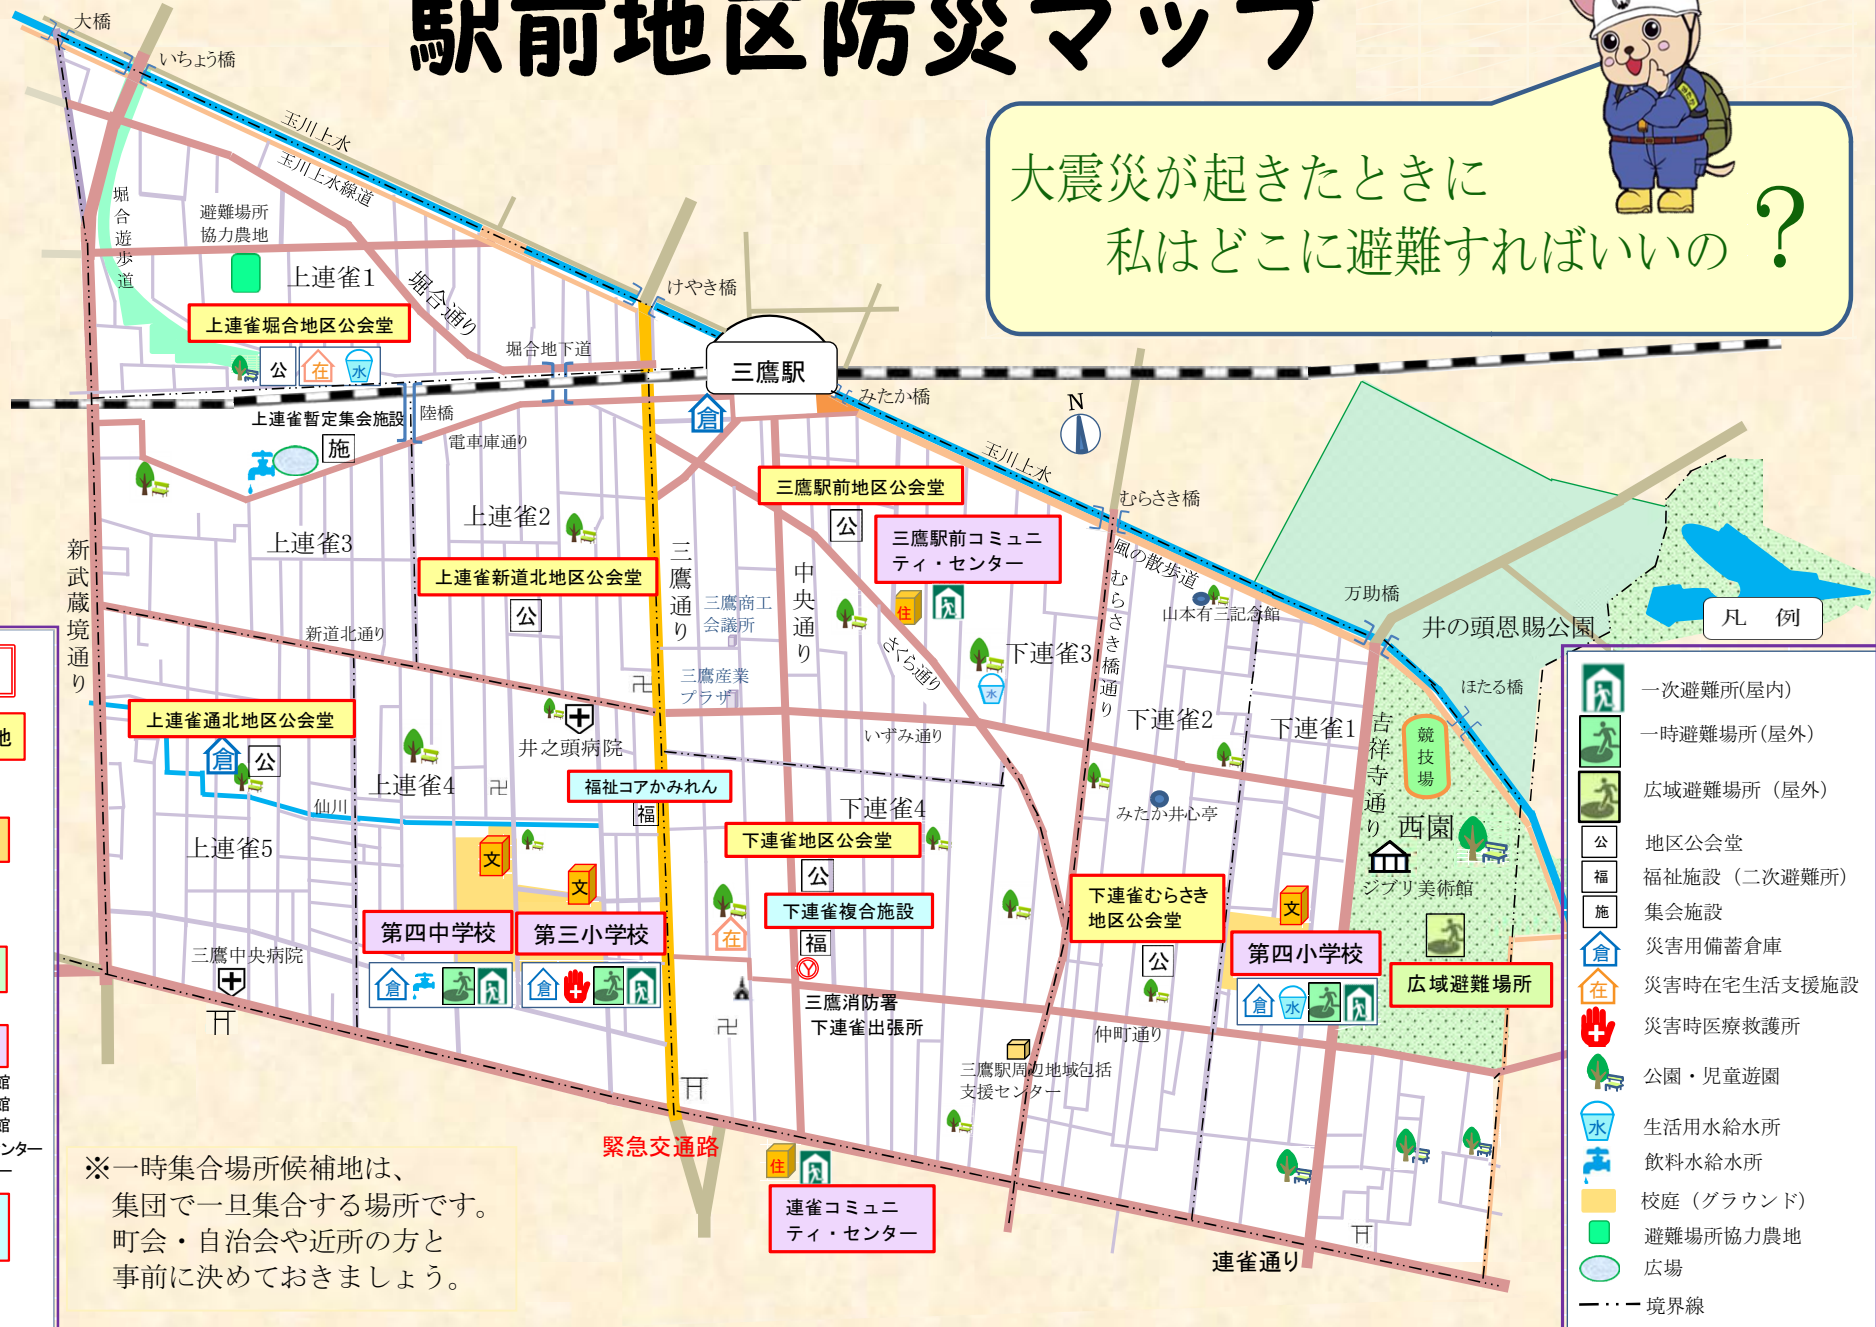 駅前地区防災マップ
大震災が起きたときに
私はどこに避難すればいいの？
大橋
いちょう橋
玉川上水
玉川上水線道
堀合遊歩道
避難場所
協力農地
上連雀1
堀合通り
けやき橋
上連雀堀合地区公会堂
公
在
水
堀合地下道
三鷹駅
みたか橋
上連雀暫定集会施設
施
陸橋
電車庫通り
倉
N
玉川上水
むらさき橋
三鷹駅前地区公会堂
公
三鷹駅前コミュニ
ティ・センター
住
上連雀2
上連雀3
上連雀新道北地区公会堂
公
新武蔵境通り
三鷹通り
中央通り
三鷹商工
会議所
三鷹産業
プラザ
さくら通り
風の散歩道
むらさき橋通り
山本有三記念館
万助橋
井の頭恩賜公園
ほたる橋
新道北通り
下連雀3
水
下連雀2
下連雀1
吉祥寺通り
競技場
西園
ジブリ美術館
いずみ通り
上連雀通北地区公会堂
倉
公
井之頭病院
卍
上連雀4
卍
仙川
福祉コアかみれん
福
下連雀4
みたか井心亭
上連雀5
文
文
下連雀地区公会堂
公
下連雀複合施設
福
Y
在
下連雀むらさき
地区公会堂
公
文
第四中学校
倉
第三小学校
倉
第四小学校
倉
水
広域避難場所
三鷹中央病院
卍
三鷹消防署
下連雀出張所
仲町通り
三鷹駅周辺地域包括
支援センター
緊急交通路
住
連雀コミュニ
ティ・センター
連雀通り
※一時集合場所候補地は、
集団で一旦集合する場所です。
町会・自治会や近所の方と
事前に決めておきましょう。
地
館
館
館
ンター
ー
凡 例
一次避難所(屋内)
一時避難場所(屋外)
広域避難場所（屋外）
公 地区公会堂
福 福祉施設（二次避難所）
施 集会施設
倉 災害用備蓄倉庫
在 災害時在宅生活支援施設
災害時医療救護所
公園・児童遊園
水 生活用水給水所
飲料水給水所
校庭（グラウンド）
避難場所協力農地
広場
境界線